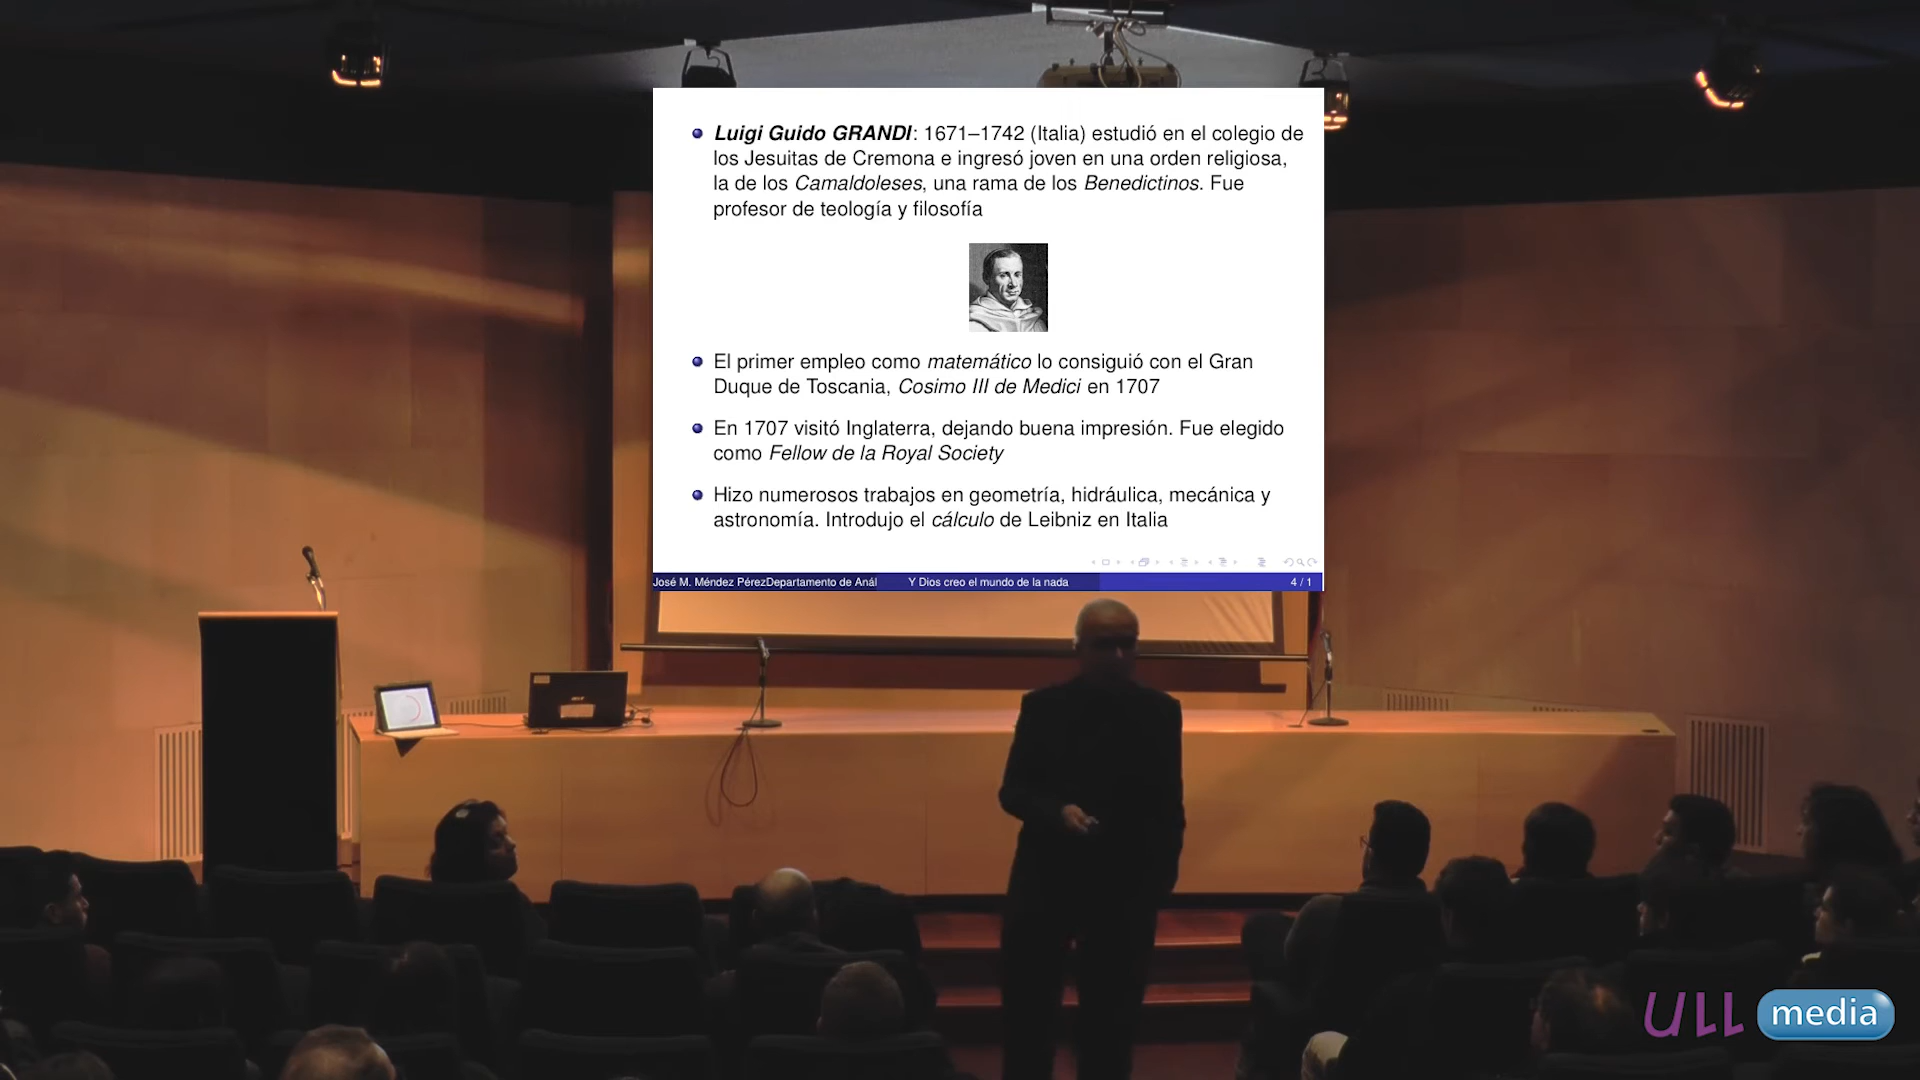 Luigi Guido GRANDI: 1671–1742 (Italia) estudió en el colegio de
los Jesuitas de Cremona e ingresó joven en una orden religiosa,
la de los Camaldoleses, una rama de los Benedictinos. Fue
profesor de teología y filosofía
El primer empleo como matemático lo consiguió con el Gran
Duque de Toscania, Cosimo III de Medici en 1707
En 1707 visitó Inglaterra, dejando buena impresión. Fue elegido
como Fellow de la Royal Society
Hizo numerosos trabajos en geometría, hidráulica, mecánica y
astronomía. Introdujo el cálculo de Leibniz en Italia
José M. Méndez PérezDepartamento de Anál
Y Dios creo el mundo de la nada
4 / 1
acer
ULL media